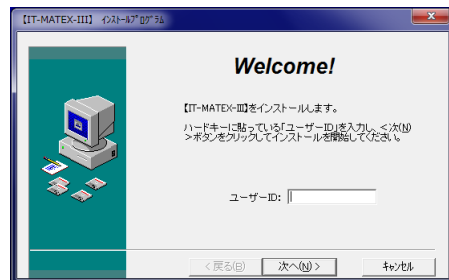 【IT-MATEX-III】 ｲﾝｽﾄｰﾙﾌﾟﾛｸﾞﾗﾑ
Welcome!
【IT-MATEX-Ⅲ】をインストールします。
ハードキーに貼っている「ユーザーID」を入力し、<次(N)
>ボタンをクリックしてインストールを開始してください。
ユーザーID:
< 戻る(B)
次へ(N) >
ｷｬﾝｾﾙ